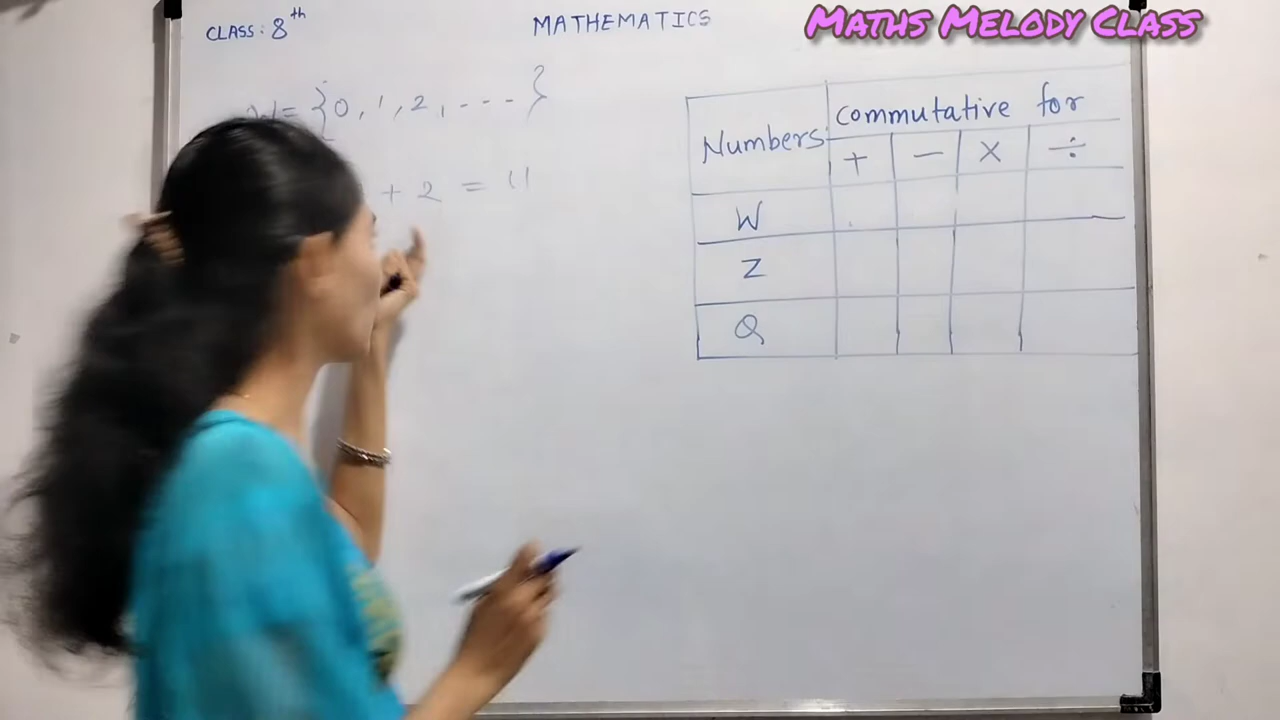 CLASS: 8th
MATHEMATICS
MATHS MELODY CLASS
W = {0, 1, 2, - - - }
+ 2 = 11
Numbers commutative for
+ − × ÷
W
Z
Q